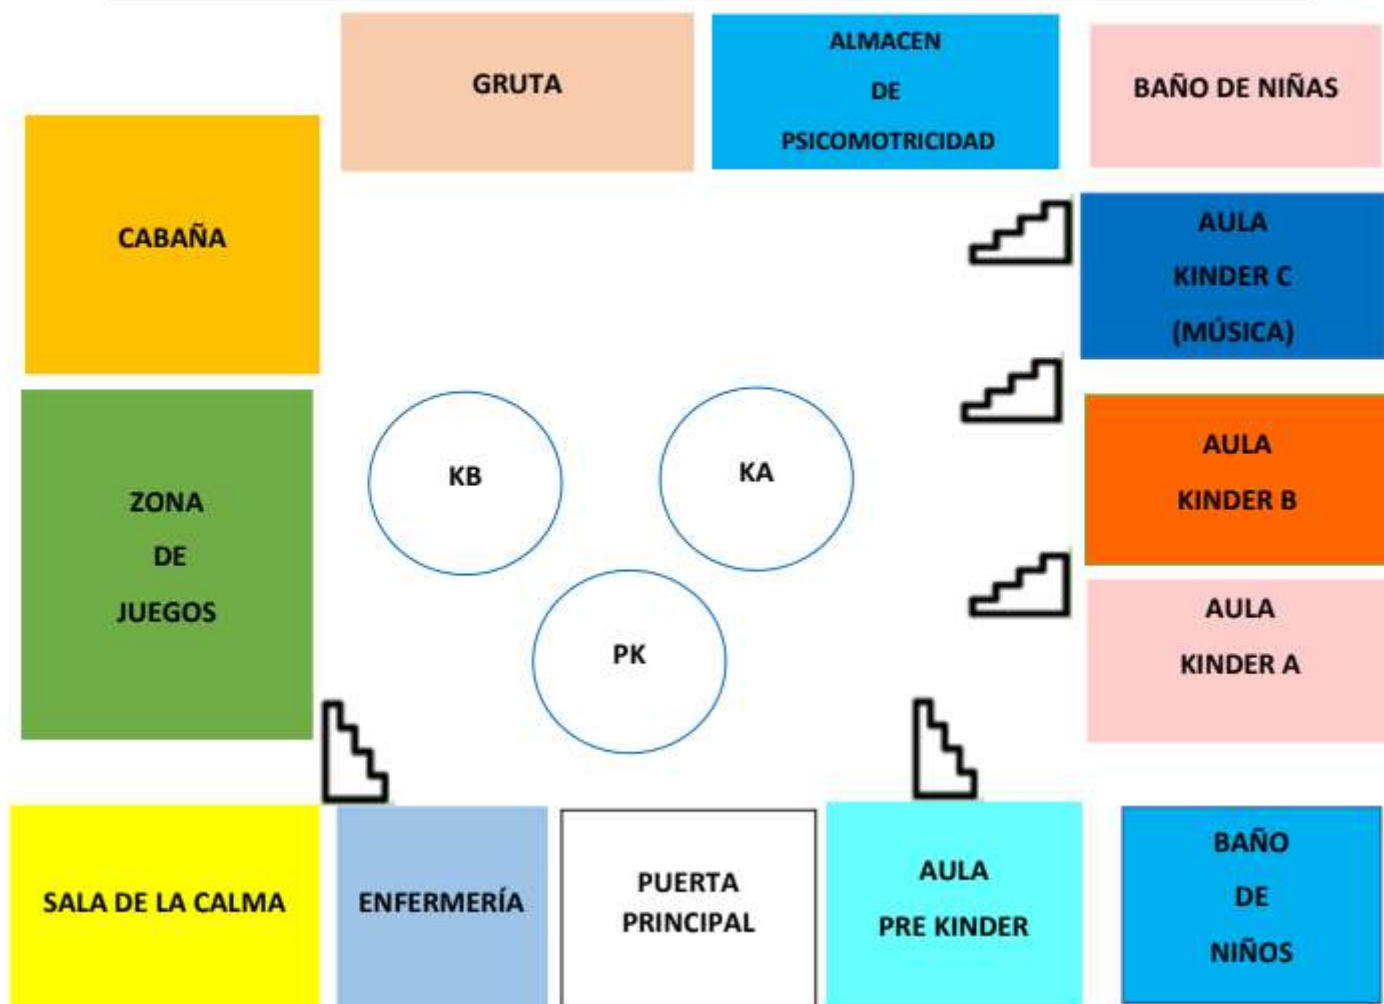 GRUTA
ALMACEN
DE
PSICOMOTRICIDAD
BAÑO DE NIÑAS
CABAÑA
AULA
KINDER C
(MÚSICA)
ZONA
DE
JUEGOS
KB
KA
PK
AULA
KINDER B
AULA
KINDER A
SALA DE LA CALMA
ENFERMERÍA
PUERTA
PRINCIPAL
AULA
PRE KINDER
BAÑO
DE
NIÑOS